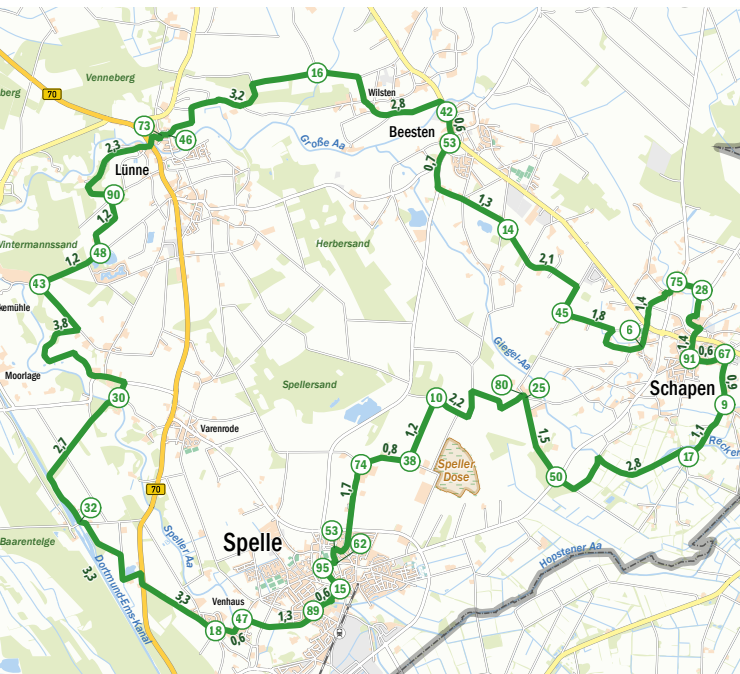 Venneberg
berg
70
16
3,2
Wilsten
2,8
42
73
46
Große Aa
Beesten
0,6
53
2,3
Lünne
0,7
90
1,3
1,2
14
Wintermannssand
48
Herbersand
1,2
2,1
43
75
28
kemühle
1,4
3,8
45
1,8
6
1,4
Giegel-Aa
91
0,6
67
Moorlage
Spellersand
80
25
Schapen
0,9
30
10
2,2
9
Varenrode
1,2
1,5
1,1
2,7
0,8
Recker
74
38
Speller
Dose
17
2,8
50
70
1,7
32
Speller Aa
53
Spelle
62
Baarentelge
Hopstener Aa
95
3,3
Dortmund-Ems-Kanal
3,3
0,6
15
Venhaus
47
1,3
89
18
0,6